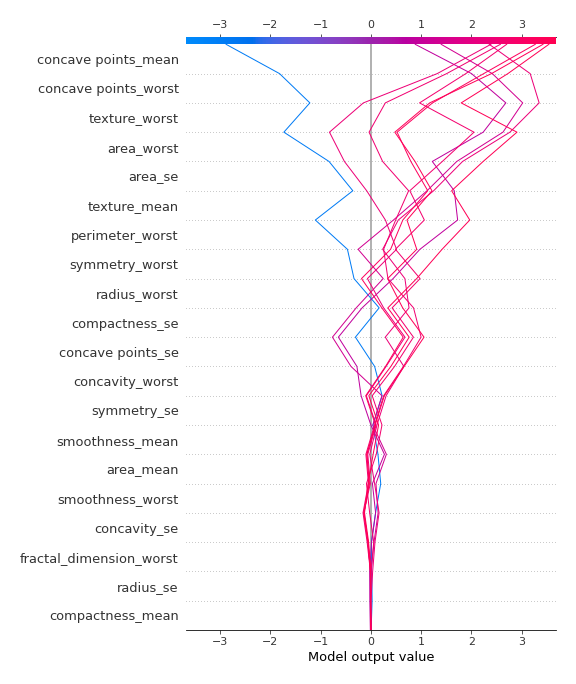 −3 −2 −1 0 1 2 3
concave points_mean
concave points_worst
texture_worst
area_worst
area_se
texture_mean
perimeter_worst
symmetry_worst
radius_worst
compactness_se
concave points_se
concavity_worst
symmetry_se
smoothness_mean
area_mean
smoothness_worst
concavity_se
fractal_dimension_worst
radius_se
compactness_mean
−3 −2 −1 0 1 2 3
Model output value